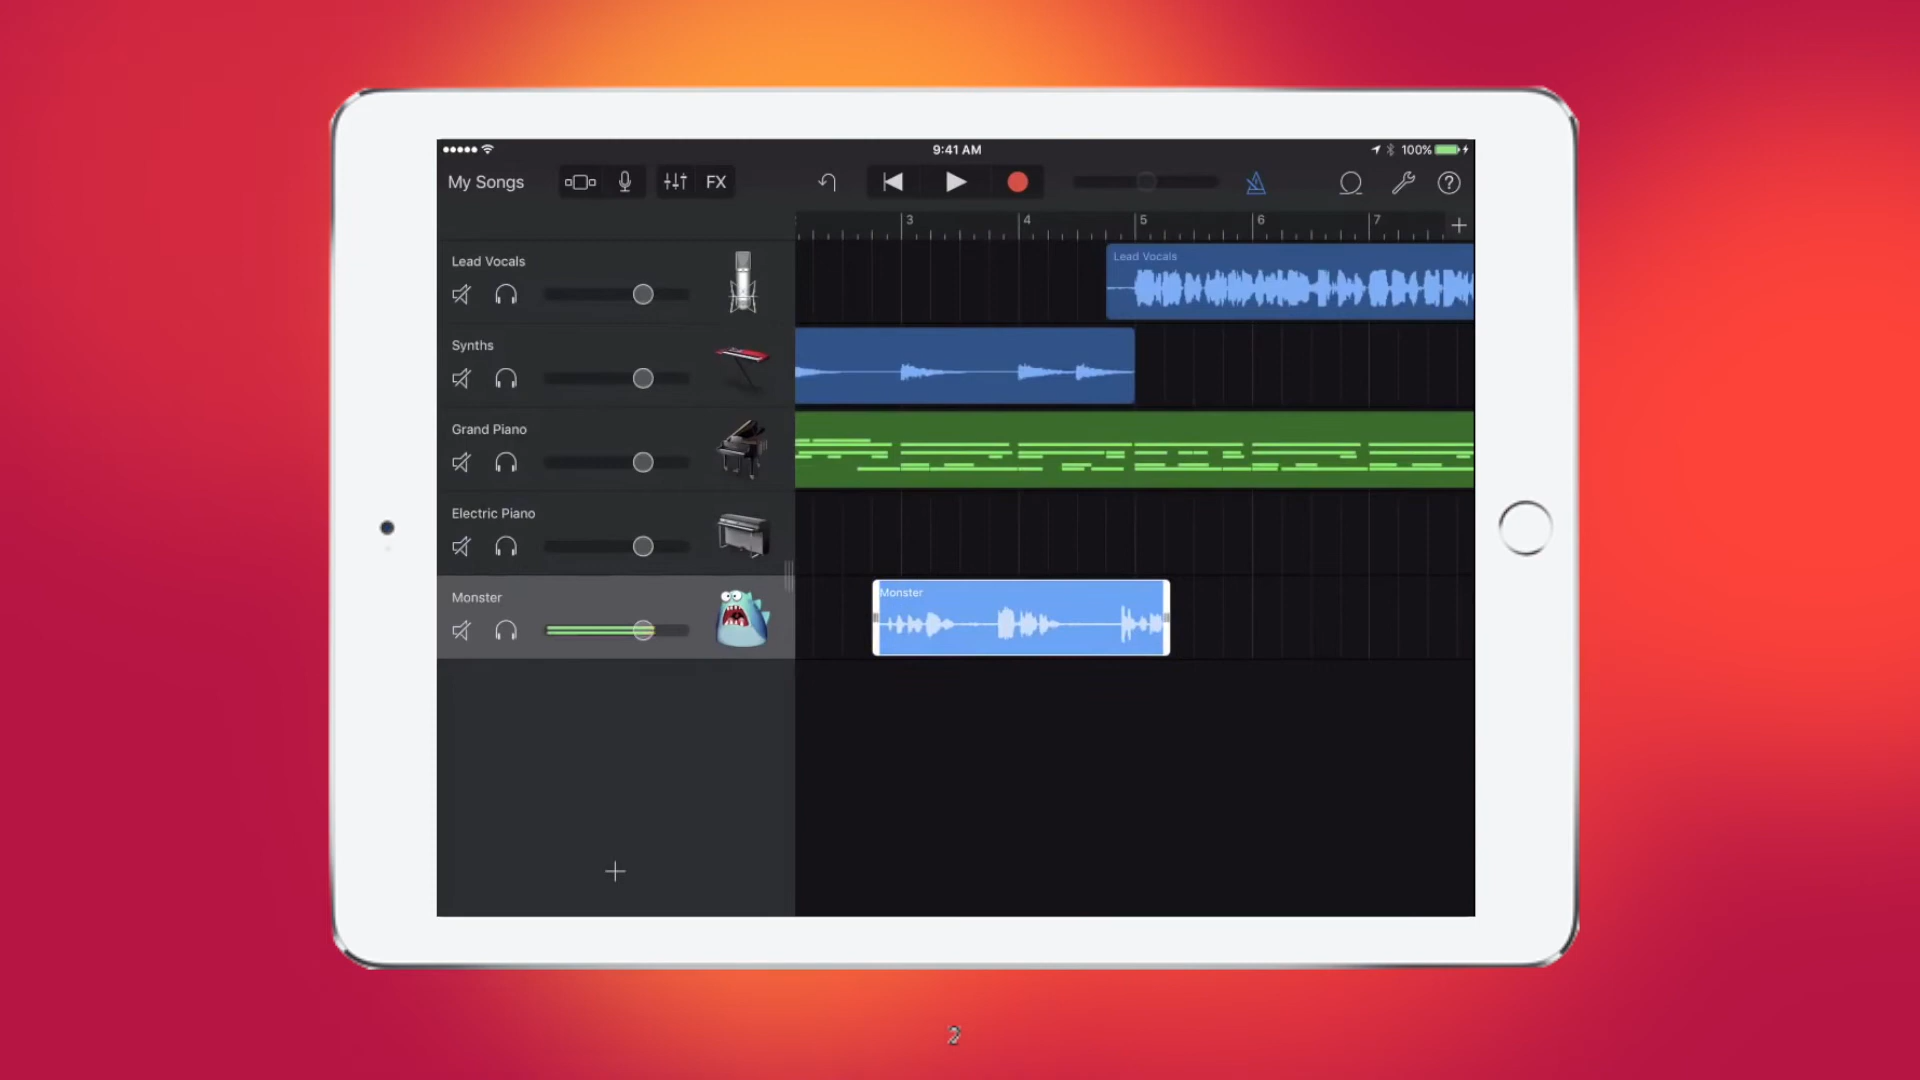 9:41 AM
100%
My Songs
FX
3
4
5
6
7
Lead Vocals
Lead Vocals
Synths
Grand Piano
Electric Piano
Monster
Monster